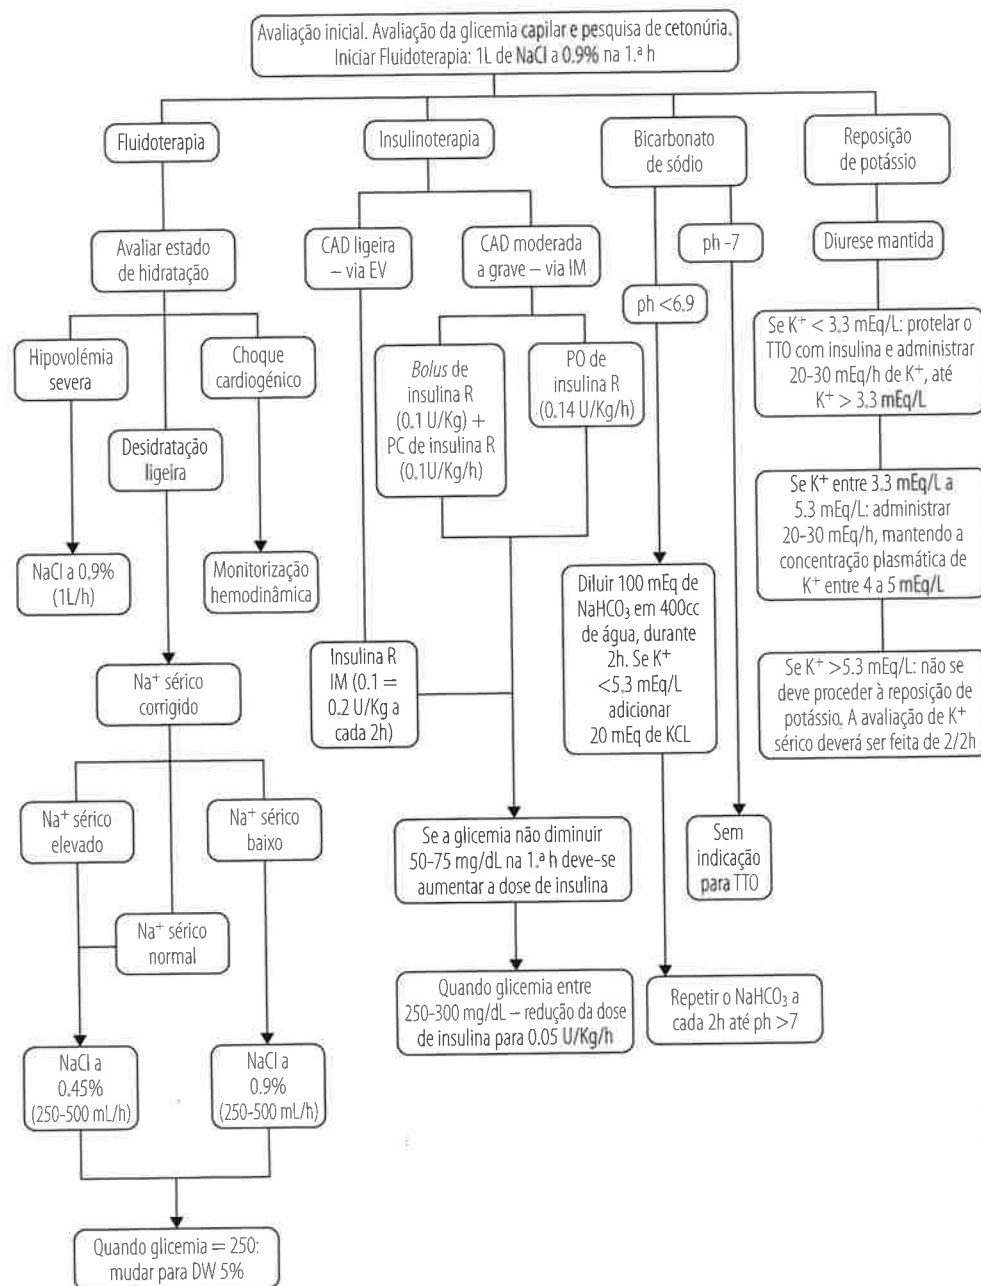 Avaliação inicial. Avaliação da glicemia capilar e pesquisa de cetonúria.
Iniciar Fluidoterapia: 1L de NaCl a 0.9% na 1.ª h
Fluidoterapia
Avaliar estado
de hidratação
Hipovolémia
severa
Choque
cardiogénico
Desidratação
ligeira
NaCl a 0,9%
(1L/h)
Monitorização
hemodinâmica
Na⁺ sérico
corrigido
Na⁺ sérico
elevado
Na⁺ sérico
baixo
Na⁺ sérico
normal
NaCl a
0.45%
(250-500 mL/h)
NaCl a
0.9%
(250-500 mL/h)
Quando glicemia = 250:
mudar para DW 5%
Insulinoterapia
CAD ligeira
– via EV
CAD moderada
a grave – via IM
Bolus de
insulina R
(0.1 U/Kg) +
PC de insulina R
(0.1U/Kg/h)
PO de
insulina R
(0.14 U/Kg/h)
Insulina R
IM (0.1 =
0.2 U/Kg a
cada 2h)
Se a glicemia não diminuir
50-75 mg/dL na 1.ª h deve-se
aumentar a dose de insulina
Quando glicemia entre
250-300 mg/dL – redução da dose
de insulina para 0.05 U/Kg/h
Bicarbonato
de sódio
ph -7
ph <6.9
Diluir 100 mEq de
NaHCO₃ em 400cc
de água, durante
2h. Se K⁺
<5.3 mEq/L
adicionar
20 mEq de KCL
Sem
indicação
para TTO
Repetir o NaHCO₃ a
cada 2h até ph >7
Reposição
de potássio
Diurese mantida
Se K⁺ < 3.3 mEq/L: protelar o
TTO com insulina e administrar
20-30 mEq/h de K⁺, até
K⁺ > 3.3 mEq/L
Se K⁺ entre 3.3 mEq/L a
5.3 mEq/L: administrar
20-30 mEq/h, mantendo a
concentração plasmática de
K⁺ entre 4 a 5 mEq/L
Se K⁺ >5.3 mEq/L: não se
deve proceder à reposição de
potássio. A avaliação de K⁺
sérico deverá ser feita de 2/2h